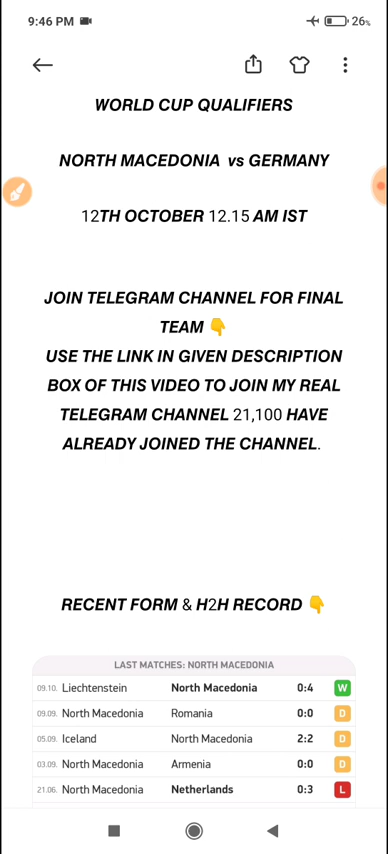 9:46 PM
26%
WORLD CUP QUALIFIERS
NORTH MACEDONIA vs GERMANY
12TH OCTOBER 12.15 AM IST
JOIN TELEGRAM CHANNEL FOR FINAL
TEAM 👇
USE THE LINK IN GIVEN DESCRIPTION
BOX OF THIS VIDEO TO JOIN MY REAL
TELEGRAM CHANNEL 21,100 HAVE
ALREADY JOINED THE CHANNEL.
RECENT FORM & H2H RECORD 👇
LAST MATCHES: NORTH MACEDONIA
09.10. Liechtenstein North Macedonia 0:4 W
09.09. North Macedonia Romania 0:0 D
05.09. Iceland North Macedonia 2:2 D
03.09. North Macedonia Armenia 0:0 D
21.06. North Macedonia Netherlands 0:3 L